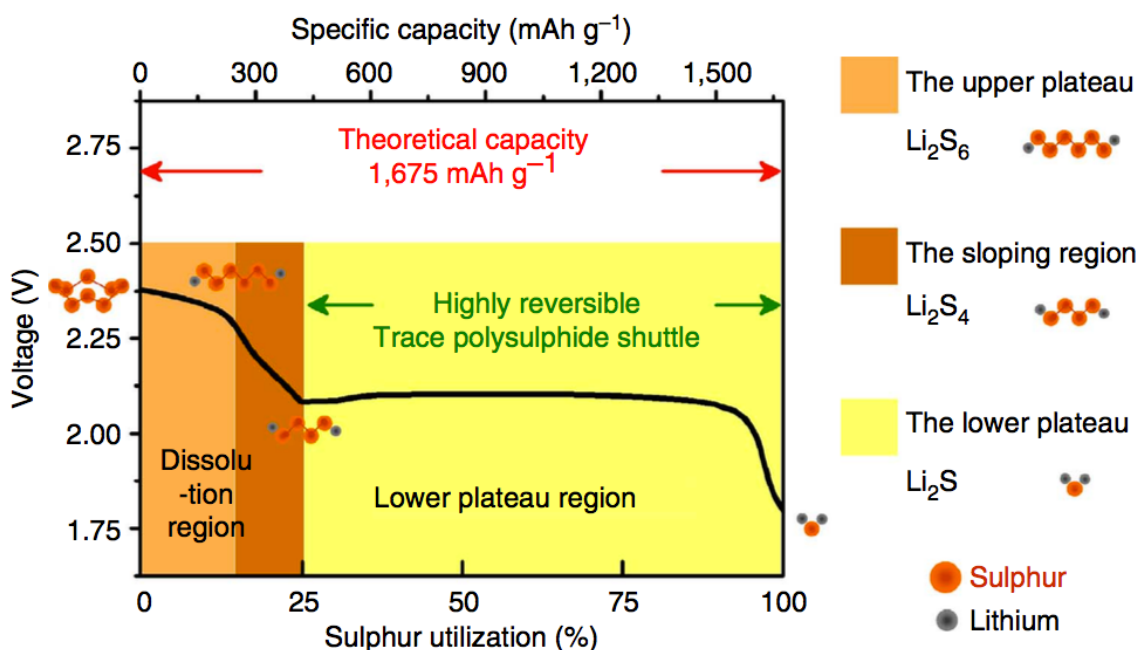 Specific capacity (mAh g⁻¹)
0 300 600 900 1,200 1,500
Theoretical capacity
1,675 mAh g⁻¹
Voltage (V)
2.75
2.50
2.25
2.00
1.75
Highly reversible
Trace polysulphide shuttle
Dissolu
-tion
region
Lower plateau region
0 25 50 75 100
Sulphur utilization (%)
The upper plateau
Li₂S₆
The sloping region
Li₂S₄
The lower plateau
Li₂S
Sulphur
Lithium